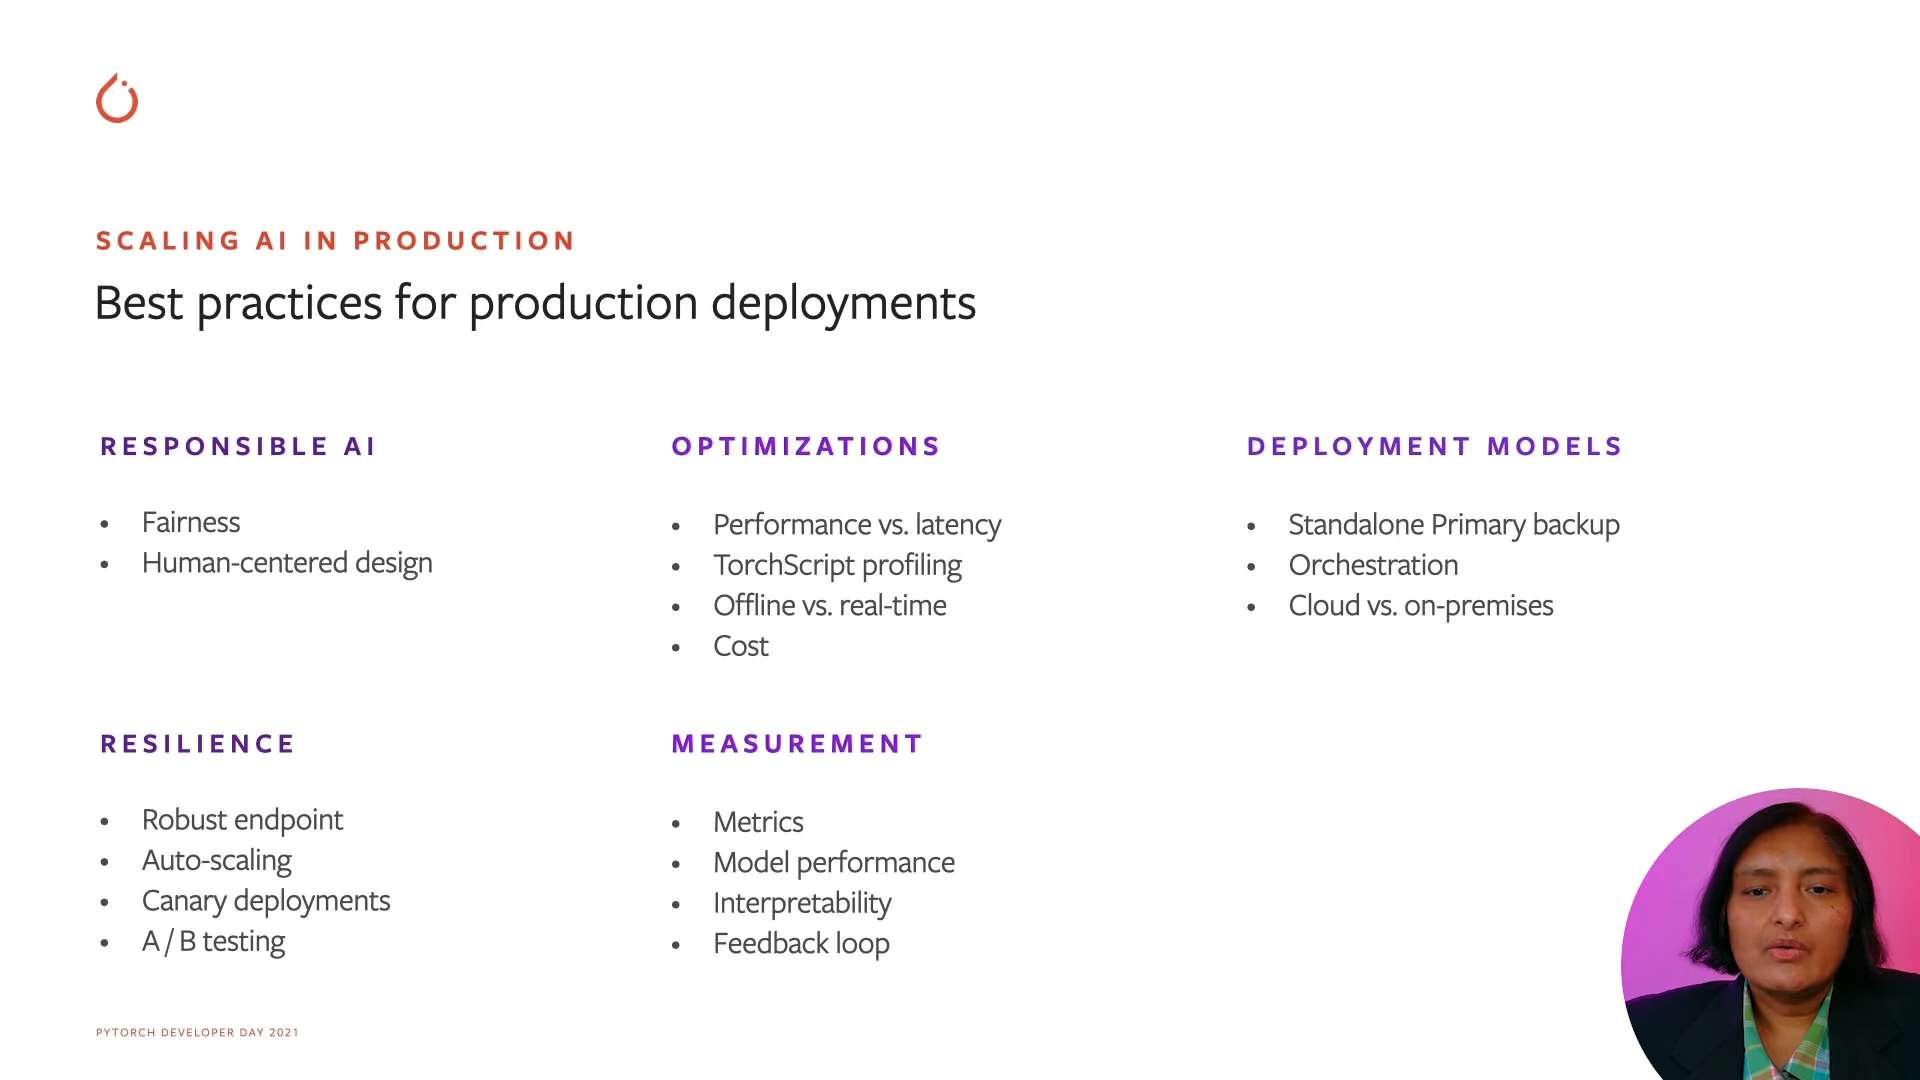 SCALING AI IN PRODUCTION
Best practices for production deployments
RESPONSIBLE AI
• Fairness
• Human-centered design
OPTIMIZATIONS
• Performance vs. latency
• TorchScript profiling
• Offline vs. real-time
• Cost
DEPLOYMENT MODELS
• Standalone Primary backup
• Orchestration
• Cloud vs. on-premises
RESILIENCE
• Robust endpoint
• Auto-scaling
• Canary deployments
• A / B testing
MEASUREMENT
• Metrics
• Model performance
• Interpretability
• Feedback loop
PYTORCH DEVELOPER DAY 2021